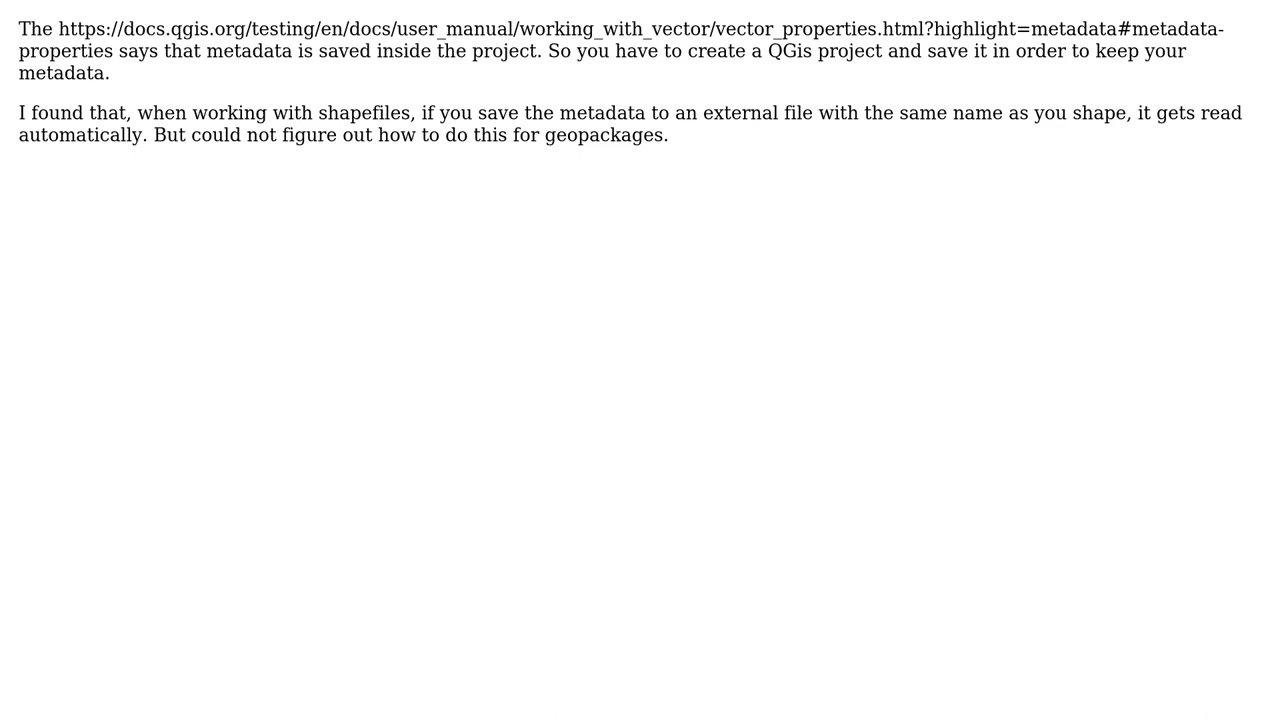 The https://docs.qgis.org/testing/en/docs/user_manual/working_with_vector/vector_properties.html?highlight=metadata#metadata-
properties says that metadata is saved inside the project. So you have to create a QGis project and save it in order to keep your
metadata.
I found that, when working with shapefiles, if you save the metadata to an external file with the same name as you shape, it gets read
automatically. But could not figure out how to do this for geopackages.